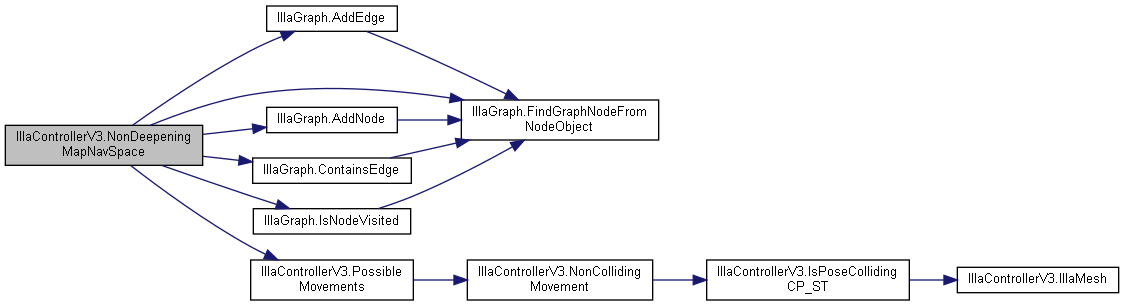 IllaGraph.AddEdge
IllaGraph.FindGraphNodeFrom
NodeObject
IllaGraph.AddNode
IllaControllerV3.NonDeepening
MapNavSpace
IllaGraph.ContainsEdge
IllaGraph.IsNodeVisited
IllaControllerV3.Possible
Movements
IllaControllerV3.NonColliding
Movement
IllaControllerV3.IsPoseColliding
CP_ST
IllaControllerV3.IllaMesh